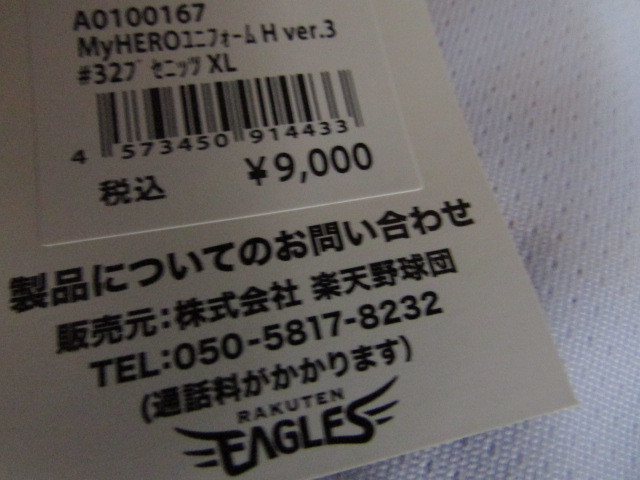 A0100167
MyHEROﾕﾆﾌｫｰﾑ H ver.3
#32ﾌﾞｾﾆｯﾂ XL
4 573450 914433
税込 ¥9,000
製品についてのお問い合わせ
販売元:株式会社 楽天野球団
TEL:050-5817-8232
(通話料がかかります)
RAKUTEN
EAGLES